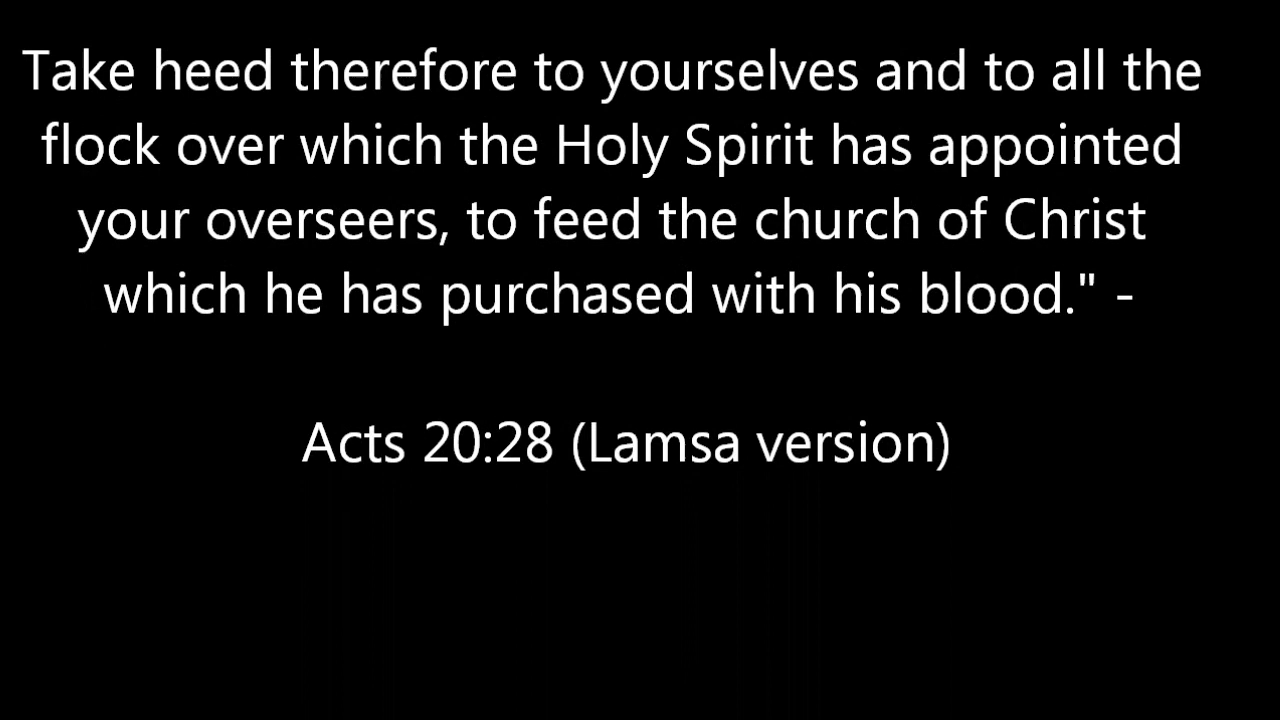 Take heed therefore to yourselves and to all the
flock over which the Holy Spirit has appointed
your overseers, to feed the church of Christ
which he has purchased with his blood." -
Acts 20:28 (Lamsa version)